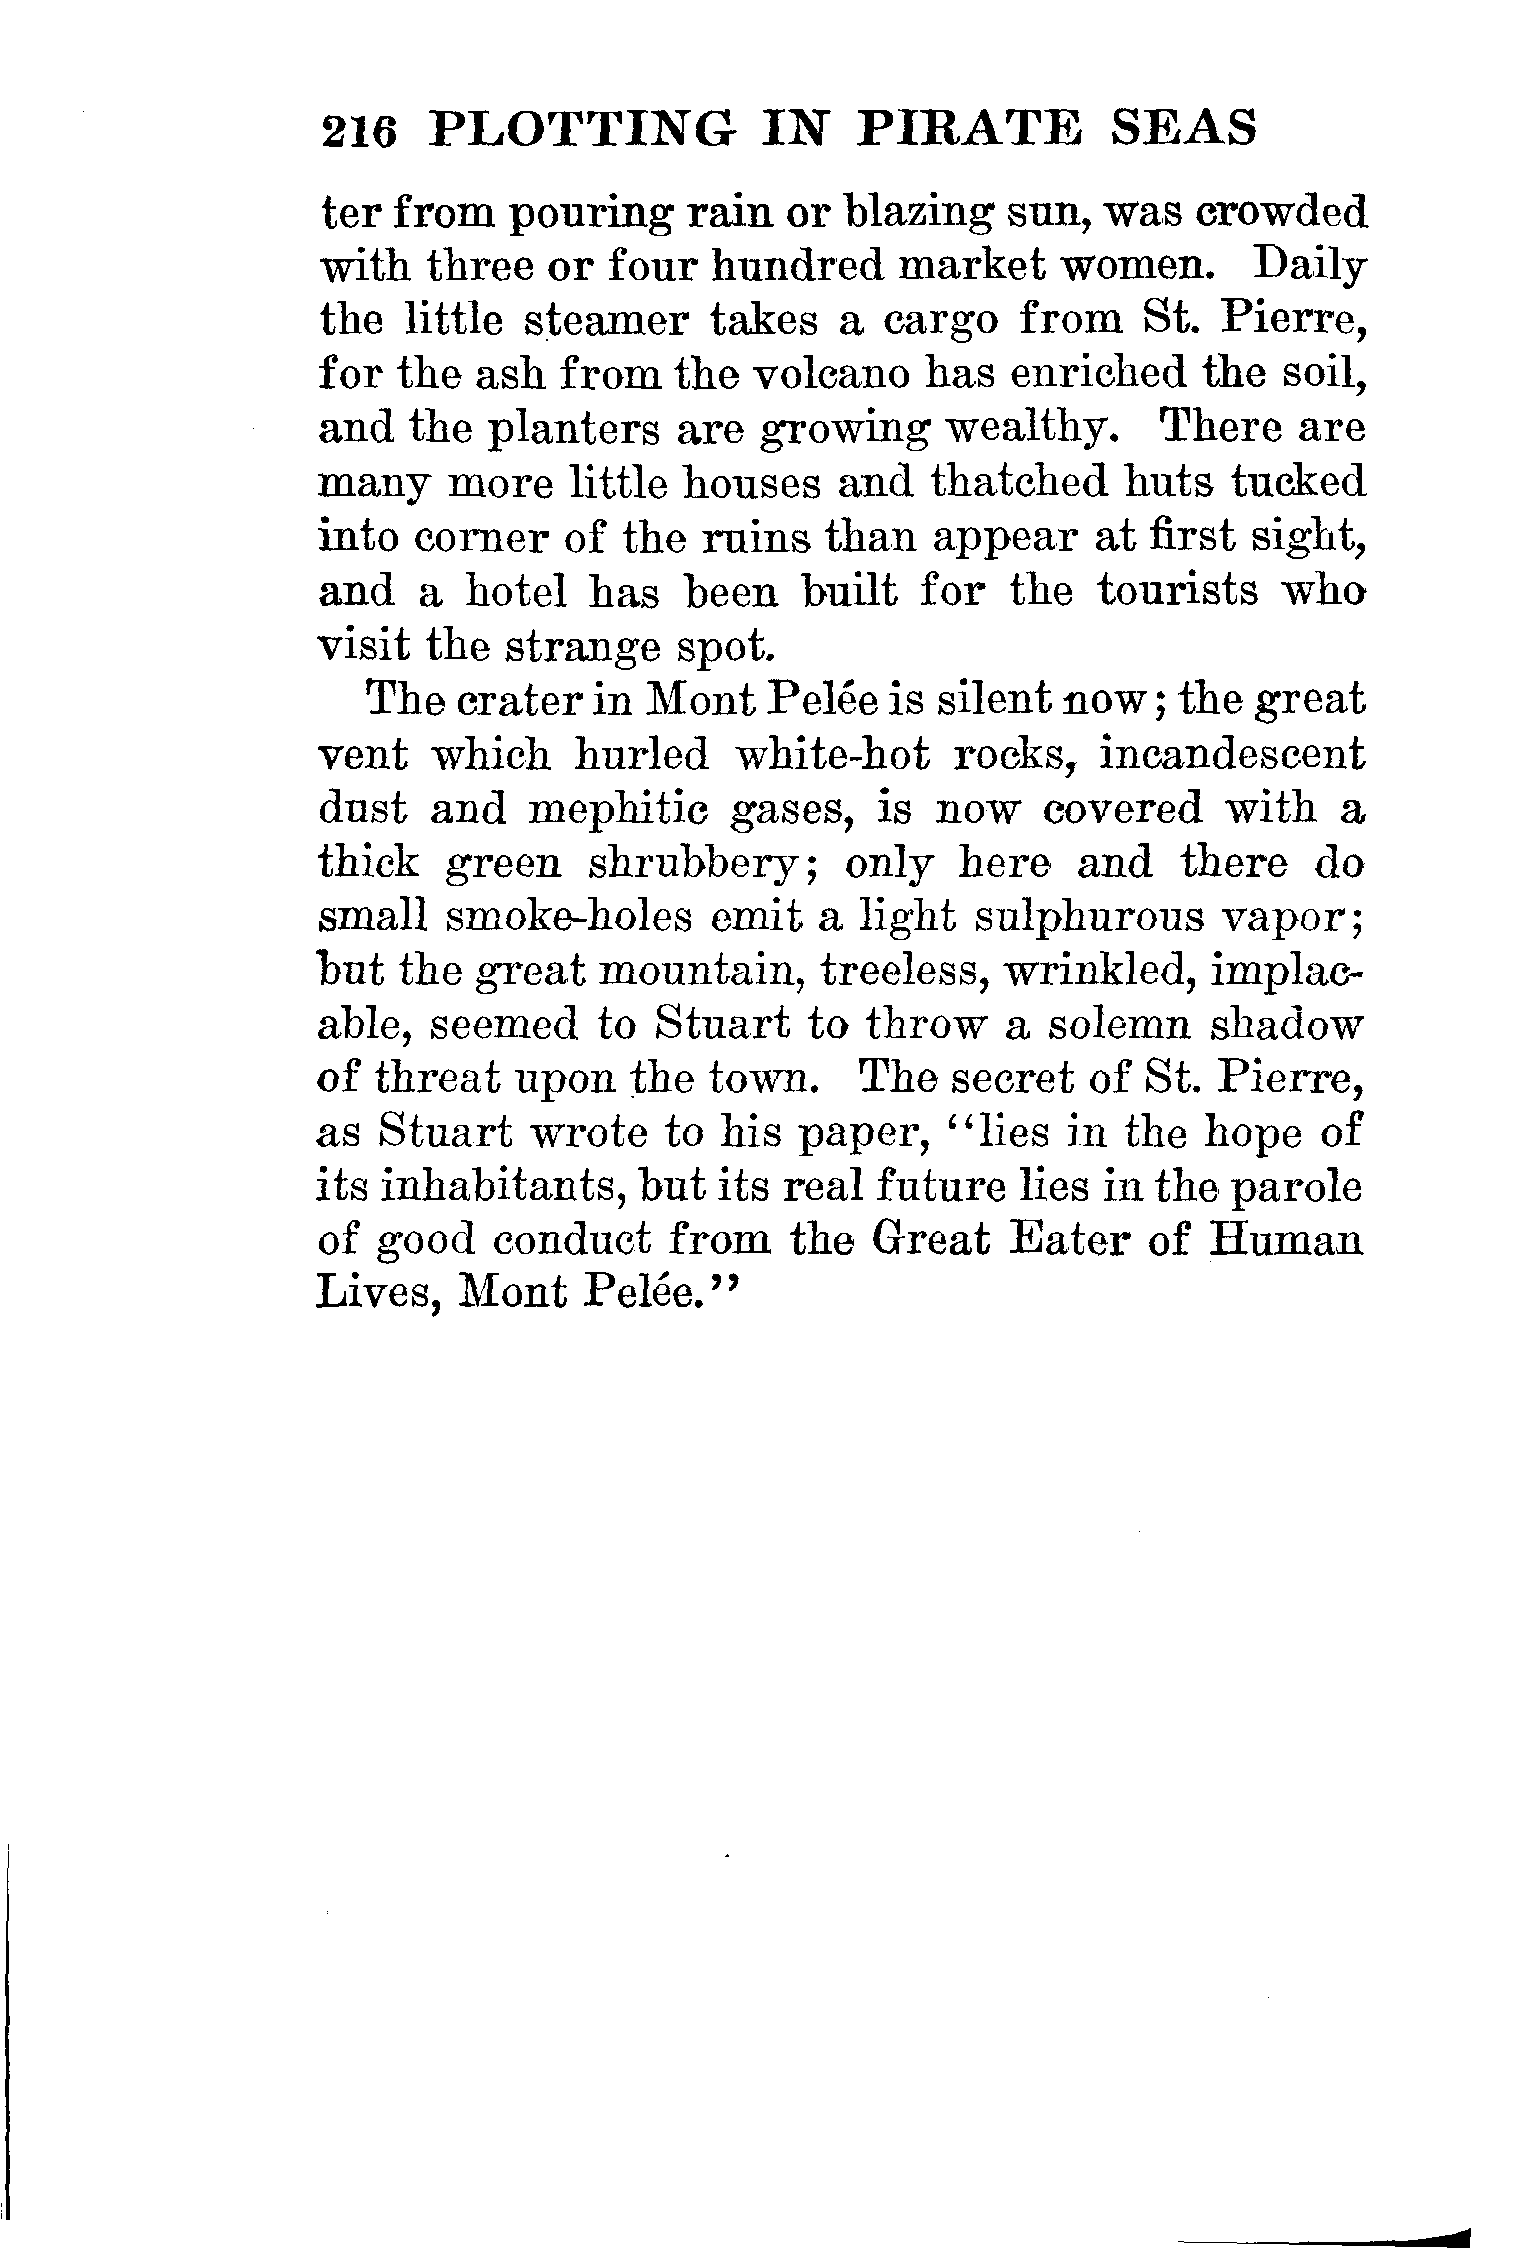 216 PLOTTING IN PIRATE SEAS
ter from pouring rain or blazing sun, was crowded
with three or four hundred market women. Daily
the little steamer takes a cargo from St. Pierre,
for the ash from the volcano has enriched the soil,
and the planters are growing wealthy. There are
many more little houses and thatched huts tucked
into corner of the ruins than appear at first sight,
and a hotel has been built for the tourists who
visit the strange spot.
The crater in Mont Pelée is silent now; the great
vent which hurled white-hot rocks, incandescent
dust and mephitic gases, is now covered with a
thick green shrubbery; only here and there do
small smoke-holes emit a light sulphurous vapor;
but the great mountain, treeless, wrinkled, implac-
able, seemed to Stuart to throw a solemn shadow
of threat upon the town. The secret of St. Pierre,
as Stuart wrote to his paper, "lies in the hope of
its inhabitants, but its real future lies in the parole
of good conduct from the Great Eater of Human
Lives, Mont Pelée."